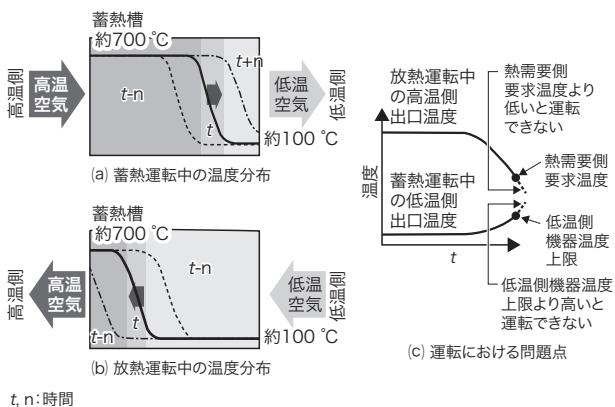 蓄熱槽
約700 ℃
高温側
高温
空気
t-n
t+n
t
低温
空気
低温側
約100 ℃
(a) 蓄熱運転中の温度分布
蓄熱槽
約700 ℃
高温側
高温
空気
t-n
t-n
t
低温
空気
低温側
約100 ℃
(b) 放熱運転中の温度分布
t, n：時間
放熱運転中
の高温側
出口温度
熱需要側
要求温度より
低いと運転
できない
熱需要側
要求温度
温度
蓄熱運転中
の低温側
出口温度
低温側
機器温度
上限
t
低温側機器温度
上限より高いと
運転できない
(c) 運転における問題点